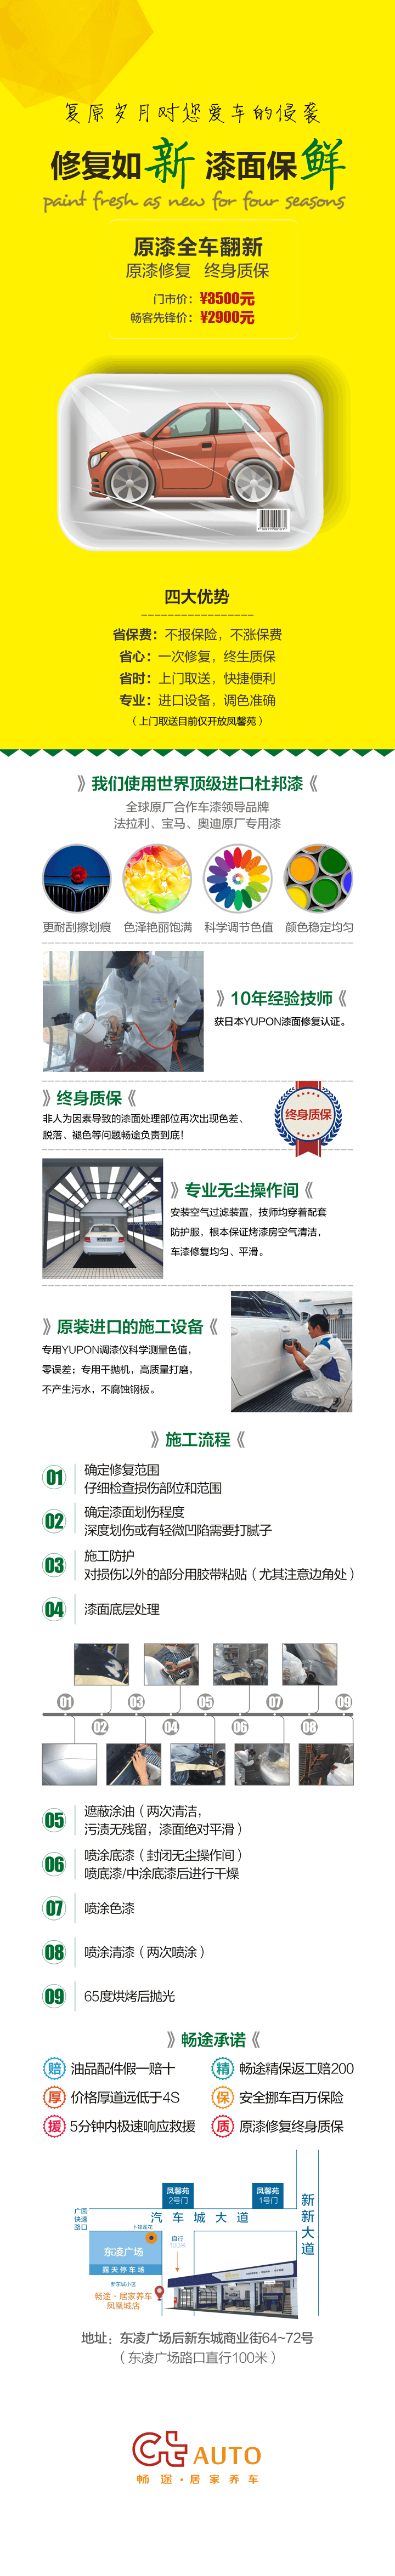 复原岁月对您爱车的侵袭
修复如新 漆面保鲜
paint fresh as new for four seasons
原漆全车翻新
原漆修复 终身质保
门市价：¥3500元
畅客先锋价：¥2900元
四大优势
省保费：不报保险，不涨保费
省心：一次修复，终生质保
省时：上门取送，快捷便利
专业：进口设备，调色准确
（上门取送目前仅开放凤馨苑）
》我们使用世界顶级进口杜邦漆《
全球原厂合作车漆领导品牌
法拉利、宝马、奥迪原厂专用漆
更耐刮擦划痕 色泽艳丽饱满 科学调节色值 颜色稳定均匀
》10年经验技师《
获日本YUPON漆面修复认证。
》终身质保《
非人为因素导致的漆面处理部位再次出现色差、
脱落、褪色等问题畅途负责到底！
终身质保
》专业无尘操作间《
安装空气过滤装置，技师均穿着配套
防护服，根本保证烤漆房空气清洁，
车漆修复均匀、平滑。
》原装进口的施工设备《
专用YUPON调漆仪科学测量色值，
零误差；专用干抛机，高质量打磨，
不产生污水，不腐蚀钢板。
》施工流程《
01 确定修复范围
仔细检查损伤部位和范围
02 确定漆面划伤程度
深度划伤或有轻微凹陷需要打腻子
03 施工防护
对损伤以外的部分用胶带粘贴（尤其注意边角处）
04 漆面底层处理
01 03 05 07 09
02 04 06 08
05 遮蔽涂油（两次清洁，
污渍无残留，漆面绝对平滑）
06 喷涂底漆（封闭无尘操作间）
喷底漆/中涂底漆后进行干燥
07 喷涂色漆
08 喷涂清漆（两次喷涂）
09 65度烘烤后抛光
》畅途承诺《
赔 油品配件假一赔十 精 畅途精保返工赔200
厚 价格厚道远低于4S 保 安全挪车百万保险
援 5分钟内极速响应救援 质 原漆修复终身质保
凤馨苑
2号门
凤馨苑
1号门
广园
快速
路口
汽车城大道
新新大道
东凌广场
露天停车场
直行
100米
新东城小区
畅途·居家养车
凤凰城店
地址：东凌广场后新东城商业街64~72号
（东凌广场路口直行100米）
Ct AUTO
畅途·居家养车